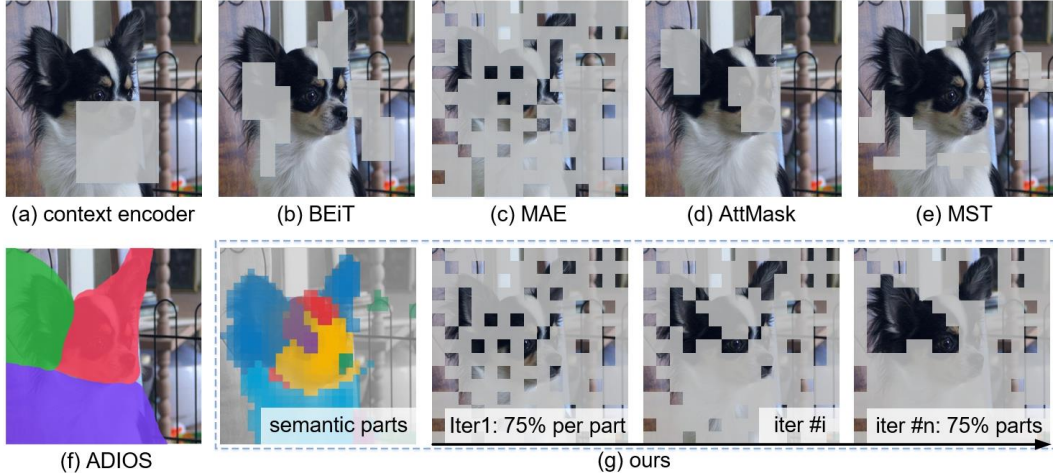 (a) context encoder
(b) BEiT
(c) MAE
(d) AttMask
(e) MST
semantic parts
Iter1: 75% per part
iter #i
iter #n: 75% parts
(f) ADIOS
(g) ours